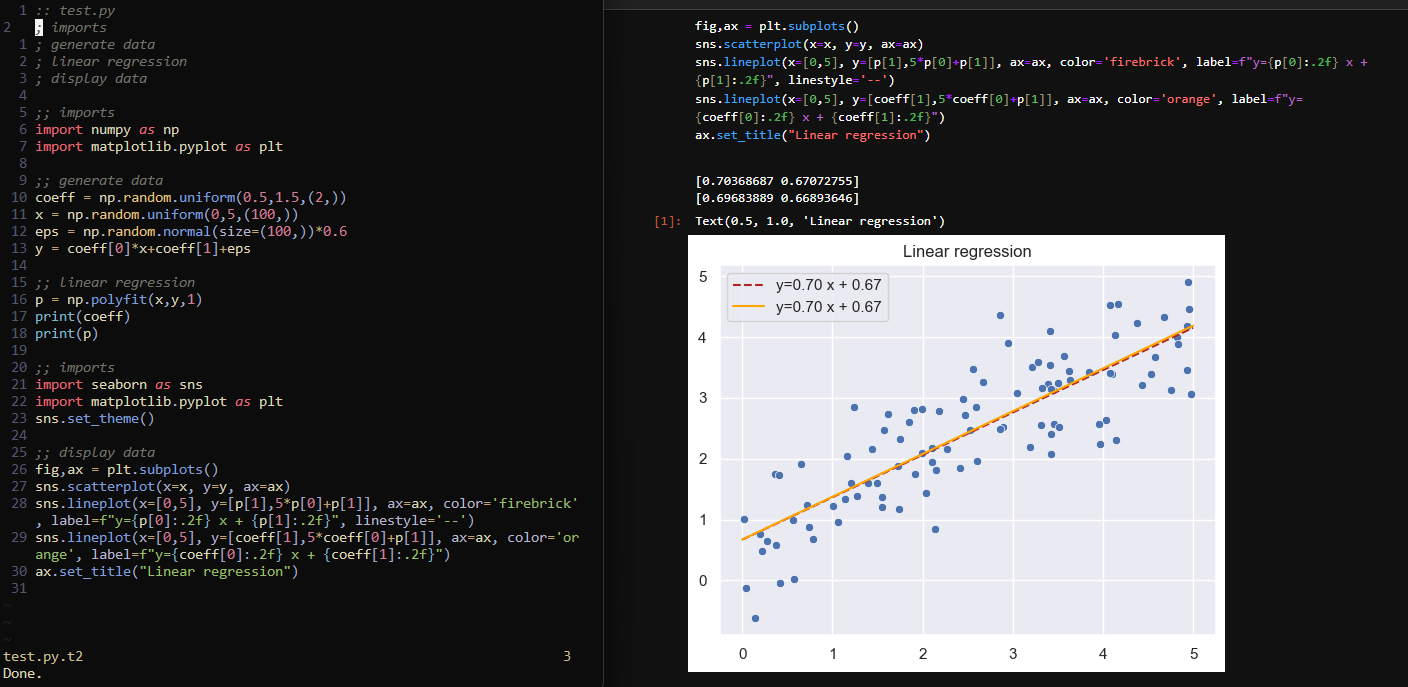 1 :: test.py
2 ; imports
1 ; generate data
2 ; linear regression
3 ; display data
4
5 ;; imports
6 import numpy as np
7 import matplotlib.pyplot as plt
8
9 ;; generate data
10 coeff = np.random.uniform(0.5,1.5,(2,))
11 x = np.random.uniform(0,5,(100,))
12 eps = np.random.normal(size=(100,))*0.6
13 y = coeff[0]*x+coeff[1]+eps
14
15 ;; linear regression
16 p = np.polyfit(x,y,1)
17 print(coeff)
18 print(p)
19
20 ;; imports
21 import seaborn as sns
22 import matplotlib.pyplot as plt
23 sns.set_theme()
24
25 ;; display data
26 fig,ax = plt.subplots()
27 sns.scatterplot(x=x, y=y, ax=ax)
28 sns.lineplot(x=[0,5], y=[p[1],5*p[0]+p[1]], ax=ax, color='firebrick'
, label=f"y={p[0]:.2f} x + {p[1]:.2f}", linestyle='--')
29 sns.lineplot(x=[0,5], y=[coeff[1],5*coeff[0]+p[1]], ax=ax, color='or
ange', label=f"y={coeff[0]:.2f} x + {coeff[1]:.2f}")
30 ax.set_title("Linear regression")
31
~
~
~
test.py.t2 3
Done.
fig,ax = plt.subplots()
sns.scatterplot(x=x, y=y, ax=ax)
sns.lineplot(x=[0,5], y=[p[1],5*p[0]+p[1]], ax=ax, color='firebrick', label=f"y={p[0]:.2f} x +
{p[1]:.2f}", linestyle='--')
sns.lineplot(x=[0,5], y=[coeff[1],5*coeff[0]+p[1]], ax=ax, color='orange', label=f"y=
{coeff[0]:.2f} x + {coeff[1]:.2f}")
ax.set_title("Linear regression")
[0.70368687 0.67072755]
[0.69683889 0.66893646]
[1]: Text(0.5, 1.0, 'Linear regression')
Linear regression
y=0.70 x + 0.67
y=0.70 x + 0.67
5
4
3
2
1
0
0 1 2 3 4 5